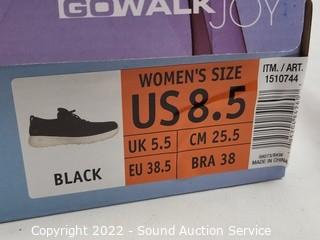 GOWALK JOY
WOMEN'S SIZE
US 8.5
UK 5.5
CM 25.5
EU 38.5
BRA 38
BLACK
ITM. / ART.
1510744
MADE IN CHINA
Copyright 2022 - Sound Auction Service